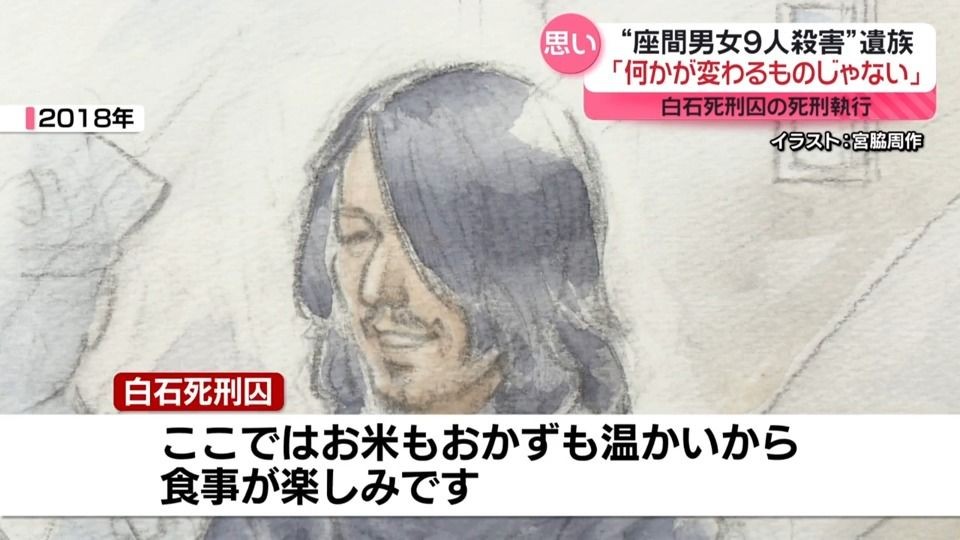 思い
“座間男女9人殺害”遺族
「何かが変わるものじゃない」
白石死刑囚の死刑執行
2018年
イラスト：宮脇周作
白石死刑囚
ここではお米もおかずも温かいから
食事が楽しみです